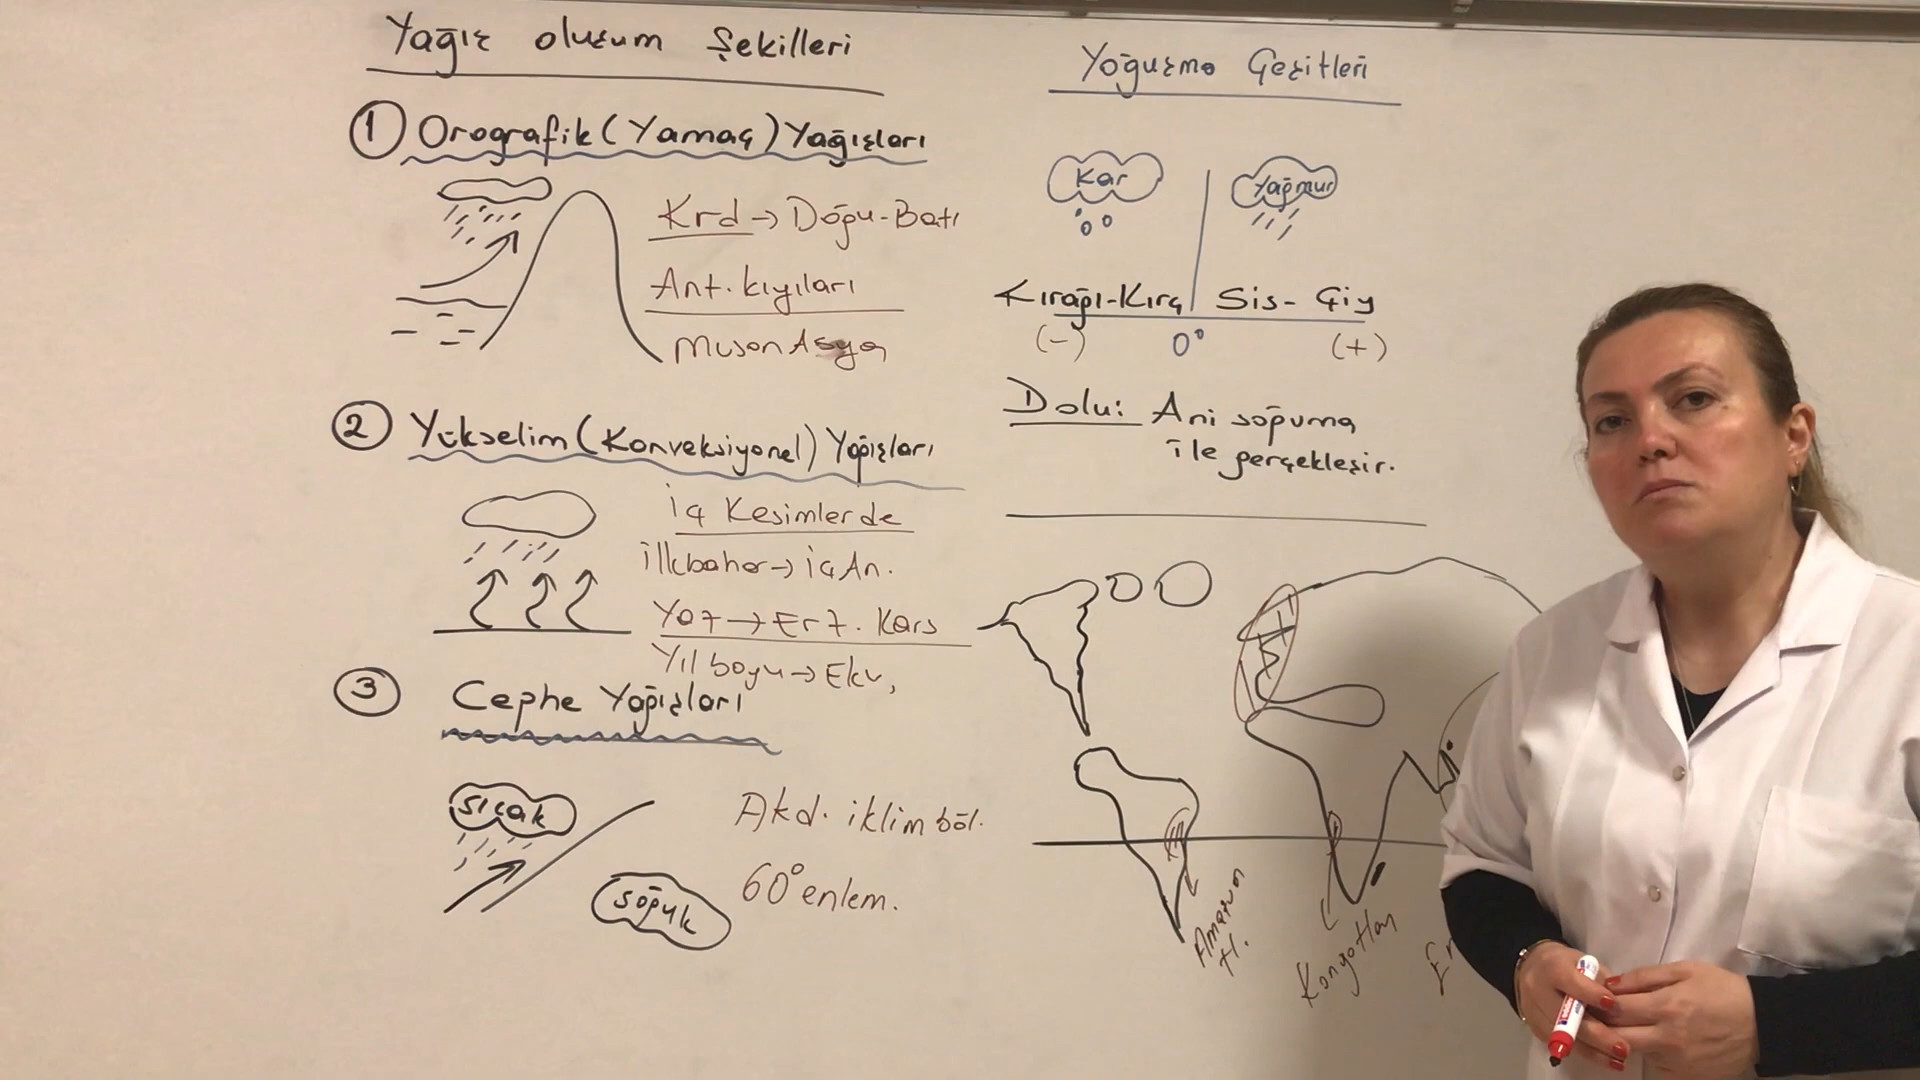 Yağış oluşum Şekilleri
① Orografik (Yamaç) Yağışları
Krd → Doğu-Batı
Ant. kıyıları
Muson Asya
② Yükselim (Konveksiyonel) Yağışları
İç Kesimlerde
İlkbahar → İç An.
Yaz → Erz. Kars
Yıl boyu → Ekv,
③ Cephe Yağışları
Sıcak
soğuk
Akd. iklim böl.
60° enlem.
Yoğuşma Çeşitleri
Kar
Yağmur
Kırağı-Kırç
Sis- Çiy
(-) 0° (+)
Dolu: Ani soğuma
ile gerçekleşir.
Amazon
H.
Kongo Hav